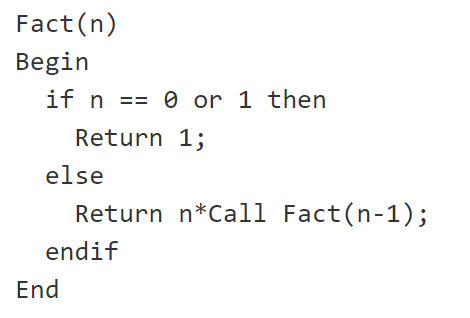 Fact(n)
Begin
  if n == 0 or 1 then
    Return 1;
  else
    Return n*Call Fact(n-1);
  endif
End